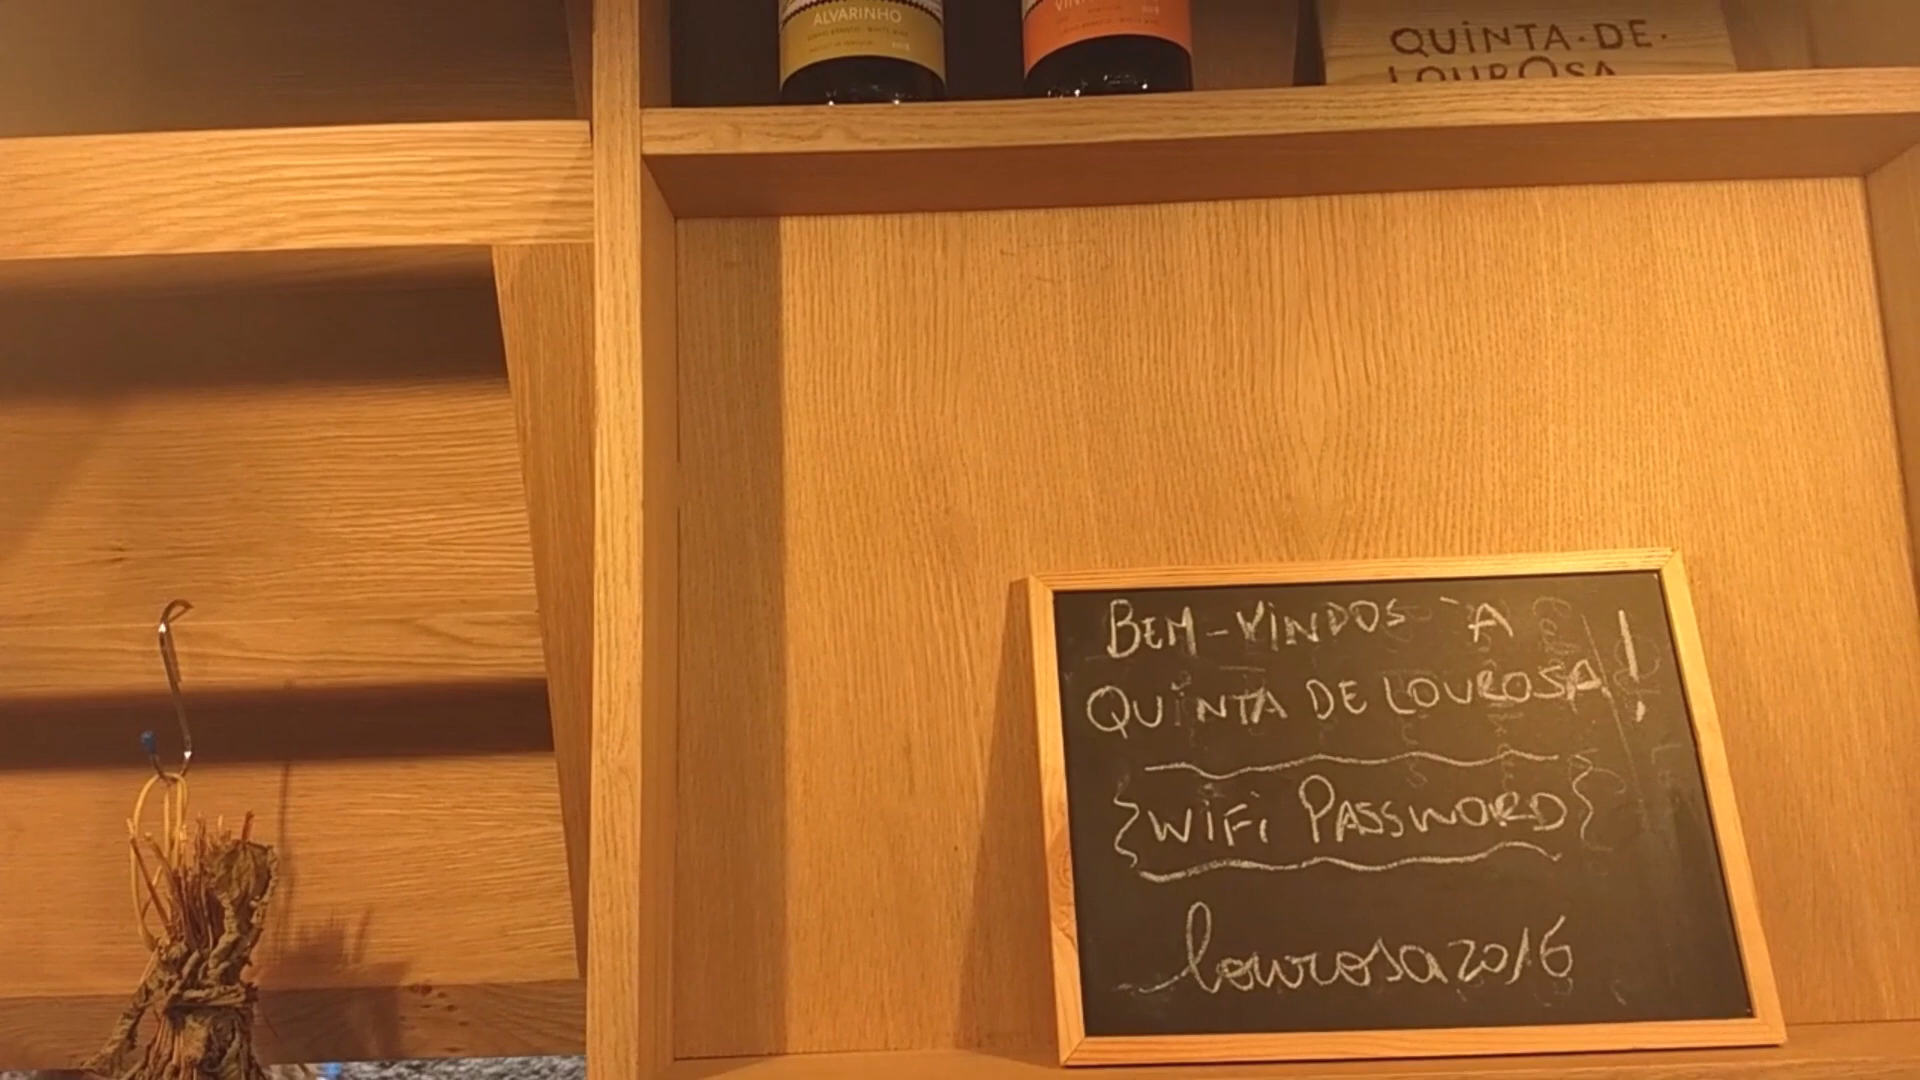 ALVARINHO
QUINTA·DE·
LOUROSA
BEM-VINDOS À
QUINTA DE LOUROSA!
{WIFI PASSWORD}
lourosa2016